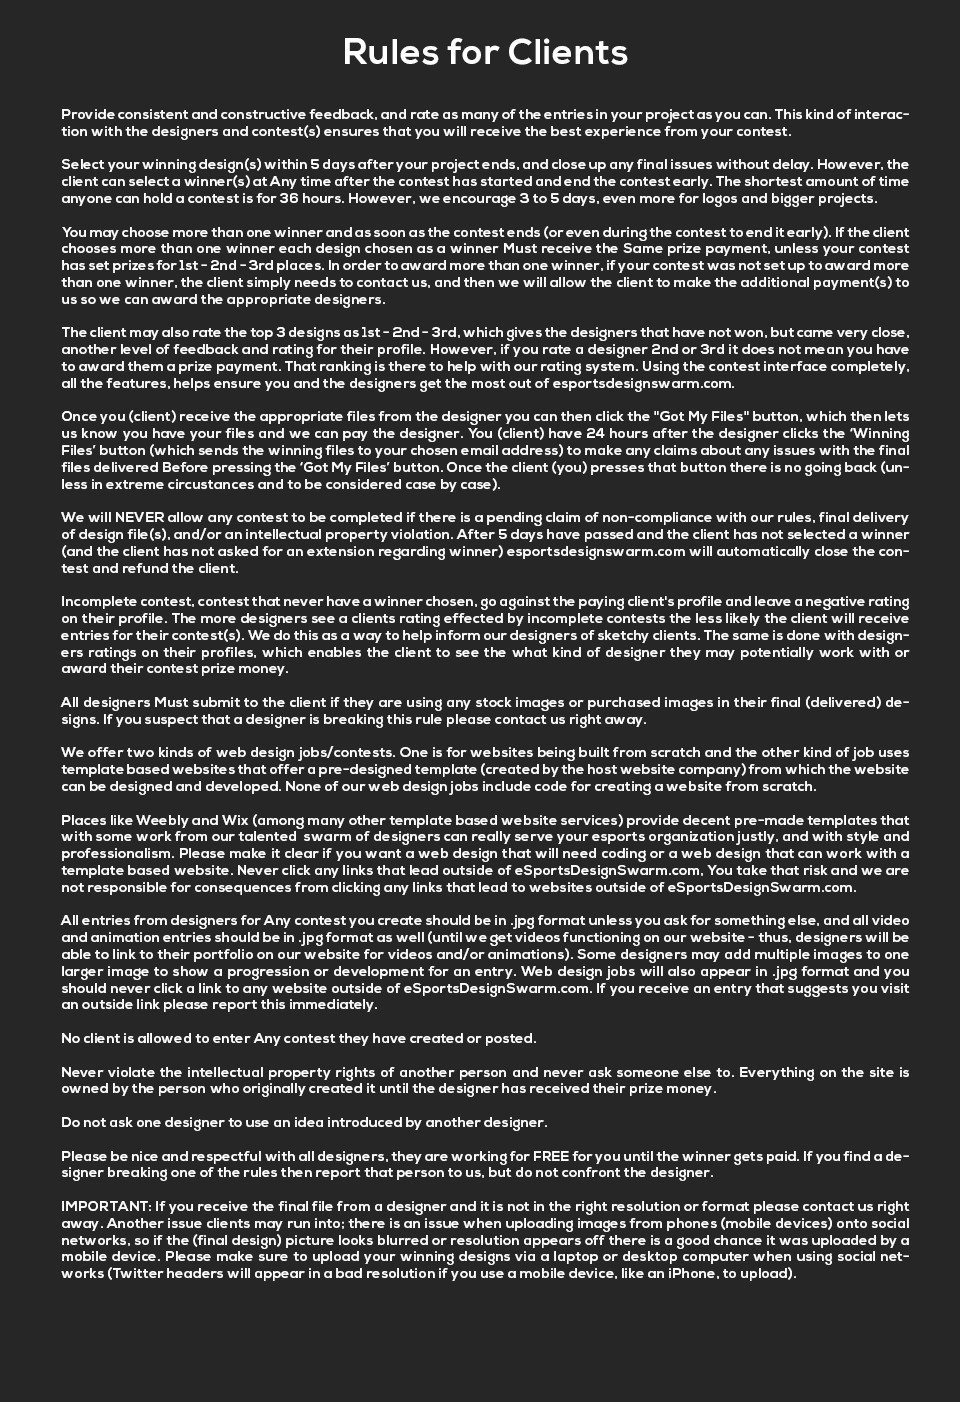 Rules for Clients
Provide consistent and constructive feedback, and rate as many of the entries in your project as you can. This kind of interac-
tion with the designers and contest(s) ensures that you will receive the best experience from your contest.
Select your winning design(s) within 5 days after your project ends, and close up any final issues without delay. However, the
client can select a winner(s) at Any time after the contest has started and end the contest early. The shortest amount of time
anyone can hold a contest is for 36 hours. However, we encourage 3 to 5 days, even more for logos and bigger projects.
You may choose more than one winner and as soon as the contest ends (or even during the contest to end it early). If the client
chooses more than one winner each design chosen as a winner Must receive the Same prize payment, unless your contest
has set prizes for 1st - 2nd - 3rd places. In order to award more than one winner, if your contest was not set up to award more
than one winner, the client simply needs to contact us, and then we will allow the client to make the additional payment(s) to
us so we can award the appropriate designers.
The client may also rate the top 3 designs as 1st - 2nd - 3rd, which gives the designers that have not won, but came very close,
another level of feedback and rating for their profile. However, if you rate a designer 2nd or 3rd it does not mean you have
to award them a prize payment. That ranking is there to help with our rating system. Using the contest interface completely,
all the features, helps ensure you and the designers get the most out of esportsdesignswarm.com.
Once you (client) receive the appropriate files from the designer you can then click the "Got My Files" button, which then lets
us know you have your files and we can pay the designer. You (client) have 24 hours after the designer clicks the 'Winning
Files' button (which sends the winning files to your chosen email address) to make any claims about any issues with the final
files delivered Before pressing the 'Got My Files' button. Once the client (you) presses that button there is no going back (un-
less in extreme circustances and to be considered case by case).
We will NEVER allow any contest to be completed if there is a pending claim of non-compliance with our rules, final delivery
of design file(s), and/or an intellectual property violation. After 5 days have passed and the client has not selected a winner
(and the client has not asked for an extension regarding winner) esportsdesignswarm.com will automatically close the con-
test and refund the client.
Incomplete contest, contest that never have a winner chosen, go against the paying client's profile and leave a negative rating
on their profile. The more designers see a clients rating effected by incomplete contests the less likely the client will receive
entries for their contest(s). We do this as a way to help inform our designers of sketchy clients. The same is done with design-
ers ratings on their profiles, which enables the client to see the what kind of designer they may potentially work with or
award their contest prize money.
All designers Must submit to the client if they are using any stock images or purchased images in their final (delivered) de-
signs. If you suspect that a designer is breaking this rule please contact us right away.
We offer two kinds of web design jobs/contests. One is for websites being built from scratch and the other kind of job uses
template based websites that offer a pre-designed template (created by the host website company) from which the website
can be designed and developed. None of our web design jobs include code for creating a website from scratch.
Places like Weebly and Wix (among many other template based website services) provide decent pre-made templates that
with some work from our talented swarm of designers can really serve your esports organization justly, and with style and
professionalism. Please make it clear if you want a web design that will need coding or a web design that can work with a
template based website. Never click any links that lead outside of eSportsDesignSwarm.com, You take that risk and we are
not responsible for consequences from clicking any links that lead to websites outside of eSportsDesignSwarm.com.
All entries from designers for Any contest you create should be in .jpg format unless you ask for something else, and all video
and animation entries should be in .jpg format as well (until we get videos functioning on our website - thus, designers will be
able to link to their portfolio on our website for videos and/or animations). Some designers may add multiple images to one
larger image to show a progression or development for an entry. Web design jobs will also appear in .jpg format and you
should never click a link to any website outside of eSportsDesignSwarm.com. If you receive an entry that suggests you visit
an outside link please report this immediately.
No client is allowed to enter Any contest they have created or posted.
Never violate the intellectual property rights of another person and never ask someone else to. Everything on the site is
owned by the person who originally created it until the designer has received their prize money.
Do not ask one designer to use an idea introduced by another designer.
Please be nice and respectful with all designers, they are working for FREE for you until the winner gets paid. If you find a de-
signer breaking one of the rules then report that person to us, but do not confront the designer.
IMPORTANT: If you receive the final file from a designer and it is not in the right resolution or format please contact us right
away. Another issue clients may run into; there is an issue when uploading images from phones (mobile devices) onto social
networks, so if the (final design) picture looks blurred or resolution appears off there is a good chance it was uploaded by a
mobile device. Please make sure to upload your winning designs via a laptop or desktop computer when using social net-
works (Twitter headers will appear in a bad resolution if you use a mobile device, like an iPhone, to upload).